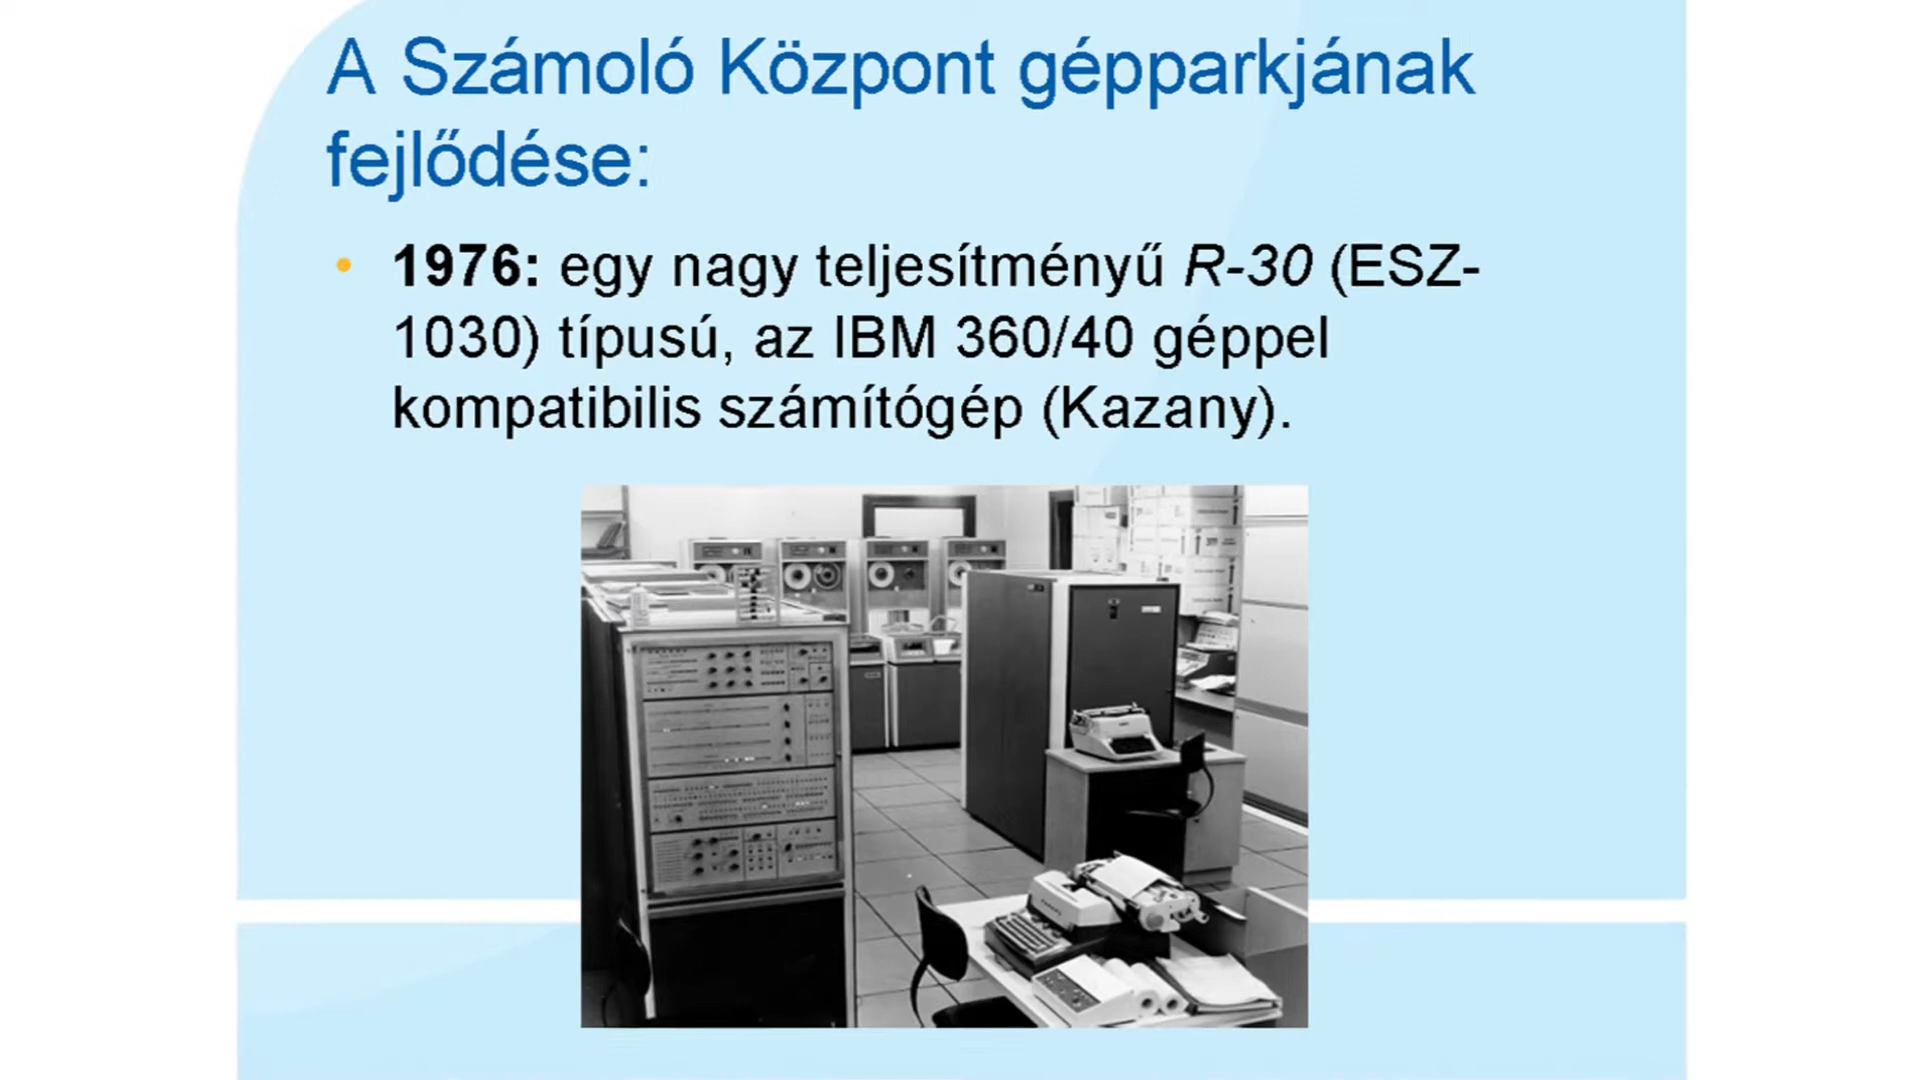 A Számoló Központ gépparkjának
fejlődése:
• 1976: egy nagy teljesítményű R-30 (ESZ-
1030) típusú, az IBM 360/40 géppel
kompatibilis számítógép (Kazany).